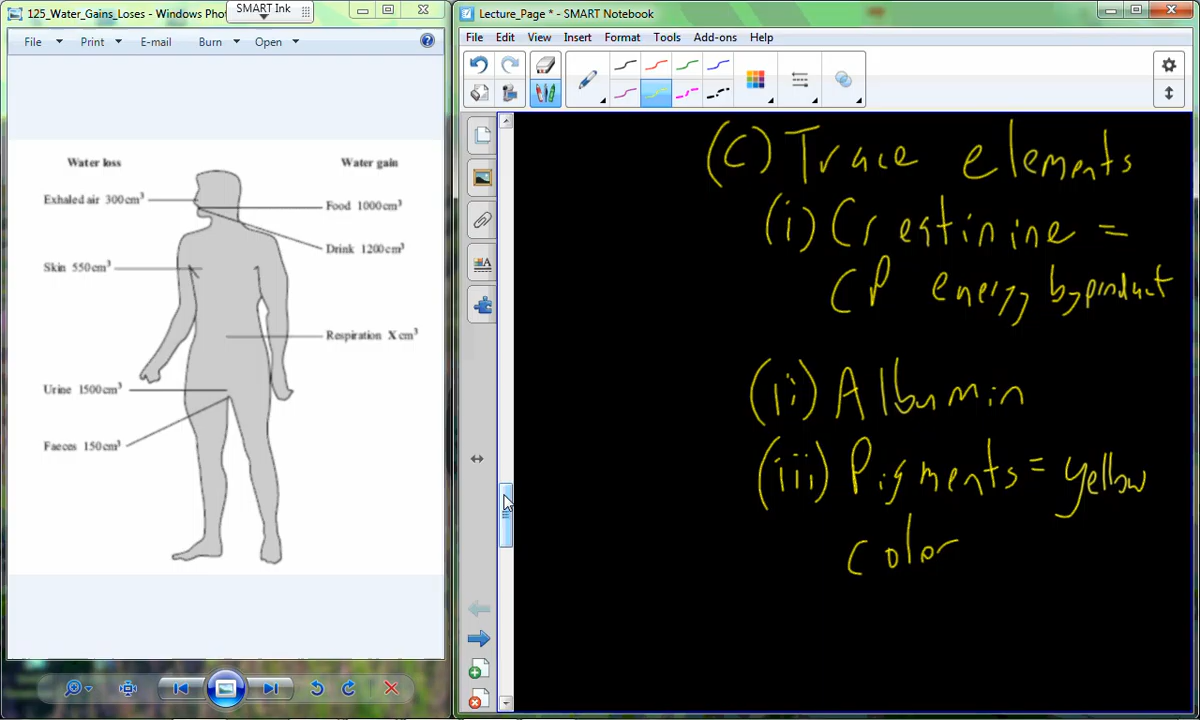 125_Water_Gains_Loses - Windows Pho
SMART Ink
File Print E-mail Burn Open
Water loss
Water gain
Exhaled air 300cm³
Food 1000cm³
Drink 1200cm³
Skin 550cm³
Respiration X cm³
Urine 1500cm³
Faeces 150cm³
Lecture_Page * - SMART Notebook
File Edit View Insert Format Tools Add-ons Help
(C) Trace elements
(i) Creatinine =
CP energy byproduct
(ii) Albumin
(iii) Pigments = yellow
color